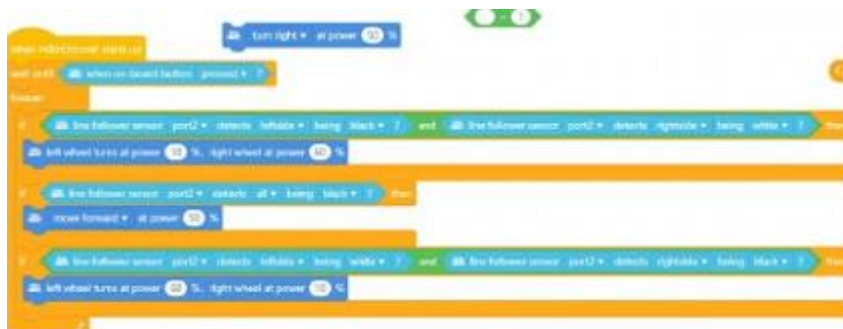 turn right ▾ at power 50 %
when mBot(mcore) starts up
wait until when on-board button pressed ▾ ?
forever
if line follower sensor port2 ▾ detects leftside ▾ being black ▾ ? and line follower sensor port2 ▾ detects rightside ▾ being white ▾ ? then
left wheel turns at power 10 %, right wheel at power 60 %
if line follower sensor port2 ▾ detects all ▾ being black ▾ ? then
move forward ▾ at power 50 %
if line follower sensor port2 ▾ detects leftside ▾ being white ▾ ? and line follower sensor port2 ▾ detects rightside ▾ being black ▾ ? then
left wheel turns at power 60 %, right wheel at power 10 %